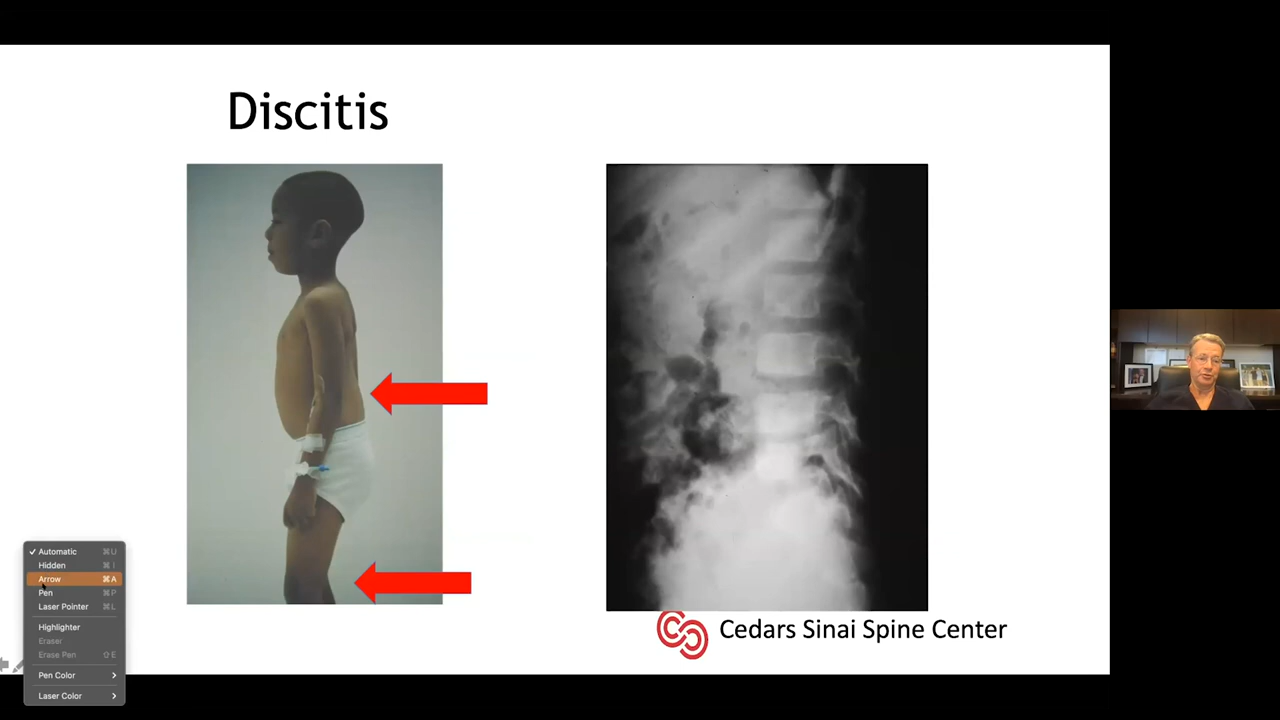 Discitis
✓ Automatic ⌘U
Hidden ⌘I
Arrow ⌘A
Pen ⌘P
Laser Pointer ⌘L
Highlighter
Eraser
Erase Pen ⇧E
Pen Color >
Laser Color >
Cedars Sinai Spine Center